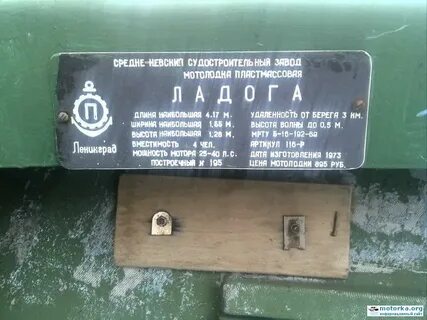 СРЕДНЕ-НЕВСКИЙ СУДОСТРОИТЕЛЬНЫЙ ЗАВОД
МОТОЛОДКА ПЛАСТМАССОВАЯ
ЛАДОГА
П
Ленинград
ДЛИНА НАИБОЛЬШАЯ 4,17 М.
ШИРИНА НАИБОЛЬШАЯ 1,66 М.
ВЫСОТА НАИБОЛЬШАЯ 1,28 М.
ВМЕСТИМОСТЬ 4 ЧЕЛ.
МОЩНОСТЬ МОТОРА 25-40 Л.С.
ПОСТРОЕЧНЫЙ № 195
УДАЛЕННОСТЬ ОТ БЕРЕГА 3 КМ.
ВЫСОТА ВОЛНЫ ДО 0,5 М.
МРТУ 5-16-192-69
АРТИКУЛ 116-Р
ДАТА ИЗГОТОВЛЕНИЯ 1973
ЦЕНА МОТОЛОДКИ 895 РУБ.
motorka.org